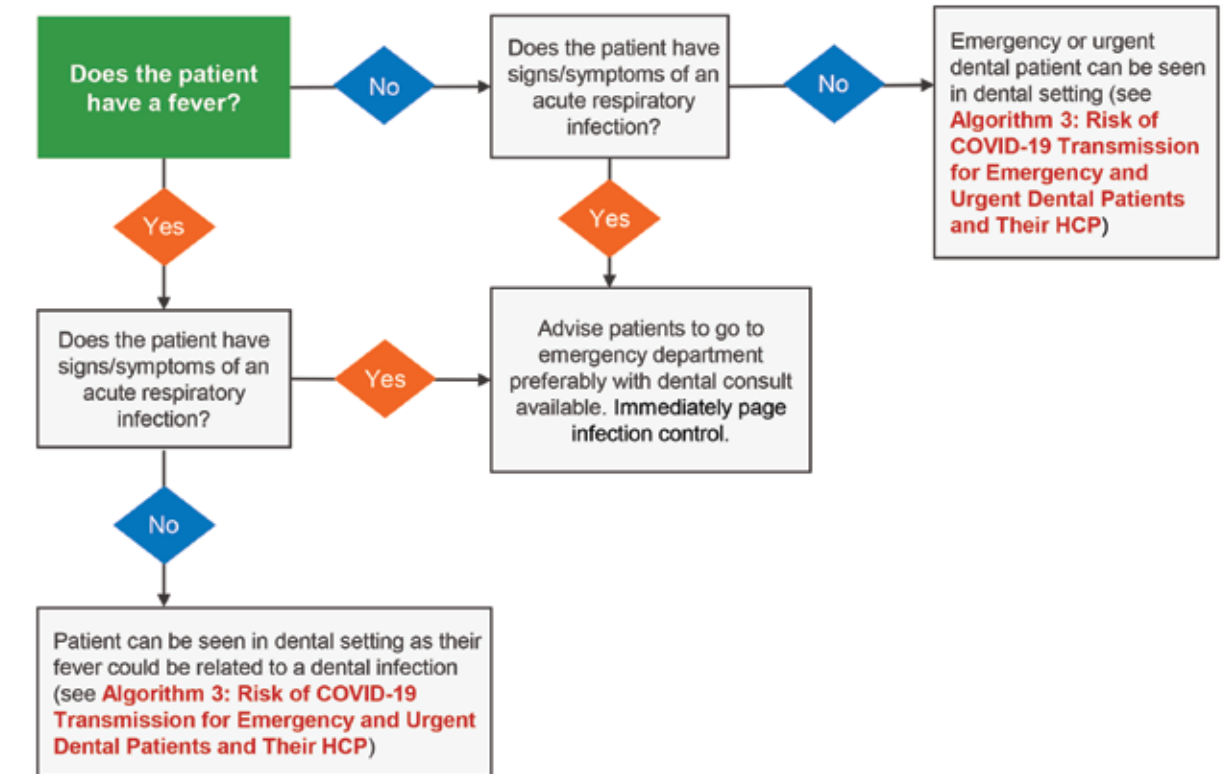 Does the patient
have a fever?
No
Does the patient have
signs/symptoms of an
acute respiratory
infection?
No
Emergency or urgent
dental patient can be seen
in dental setting (see
Algorithm 3: Risk of
COVID-19 Transmission
for Emergency and
Urgent Dental Patients
and Their HCP)
Yes
Yes
Does the patient have
signs/symptoms of an
acute respiratory
infection?
Yes
Advise patients to go to
emergency department
preferably with dental consult
available. Immediately page
infection control.
No
Patient can be seen in dental setting as their
fever could be related to a dental infection
(see Algorithm 3: Risk of COVID-19
Transmission for Emergency and Urgent
Dental Patients and Their HCP)